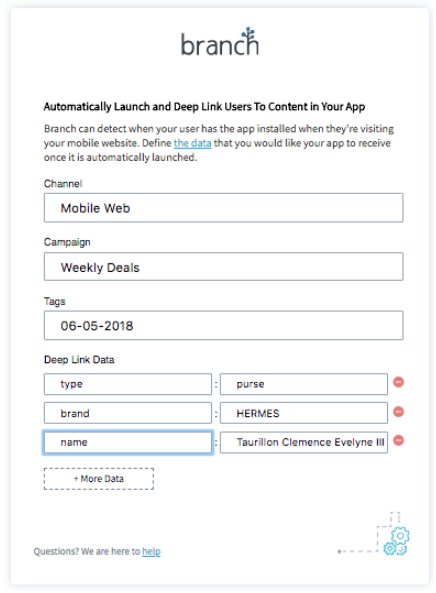 branch
Automatically Launch and Deep Link Users To Content in Your App
Branch can detect when your user has the app installed when they're visiting
your mobile website. Define the data that you would like your app to receive
once it is automatically launched.
Channel
Mobile Web
Campaign
Weekly Deals
Tags
06-05-2018
Deep Link Data
type : purse
brand : HERMES
name : Taurillon Clemence Evelyne III
+ More Data
Questions? We are here to help